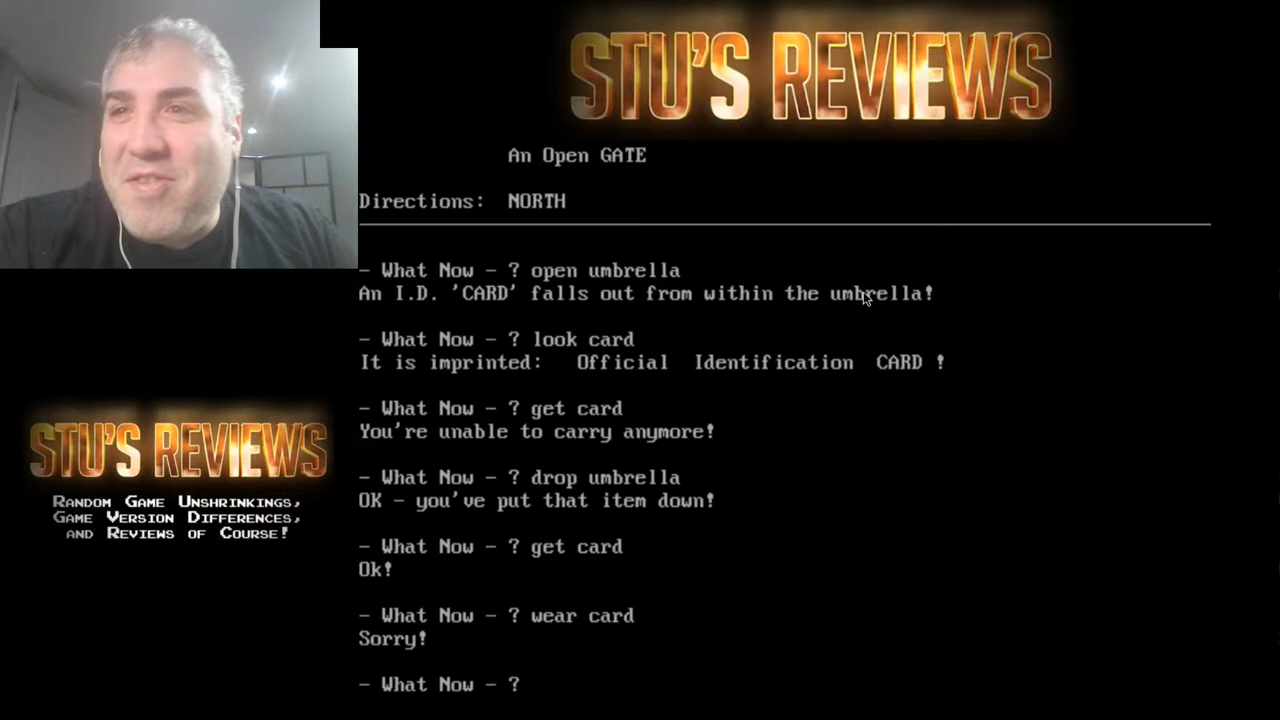 STU'S REVIEWS
An Open GATE
Directions: NORTH
- What Now - ? open umbrella
An I.D. 'CARD' falls out from within the umbrella!
- What Now - ? look card
It is imprinted: Official Identification CARD !
- What Now - ? get card
You're unable to carry anymore!
- What Now - ? drop umbrella
OK - you've put that item down!
- What Now - ? get card
Ok!
- What Now - ? wear card
Sorry!
- What Now - ?
STU'S REVIEWS
RANDOM GAME UNSHRINKINGS,
GAME VERSION DIFFERENCES,
AND REVIEWS OF COURSE!